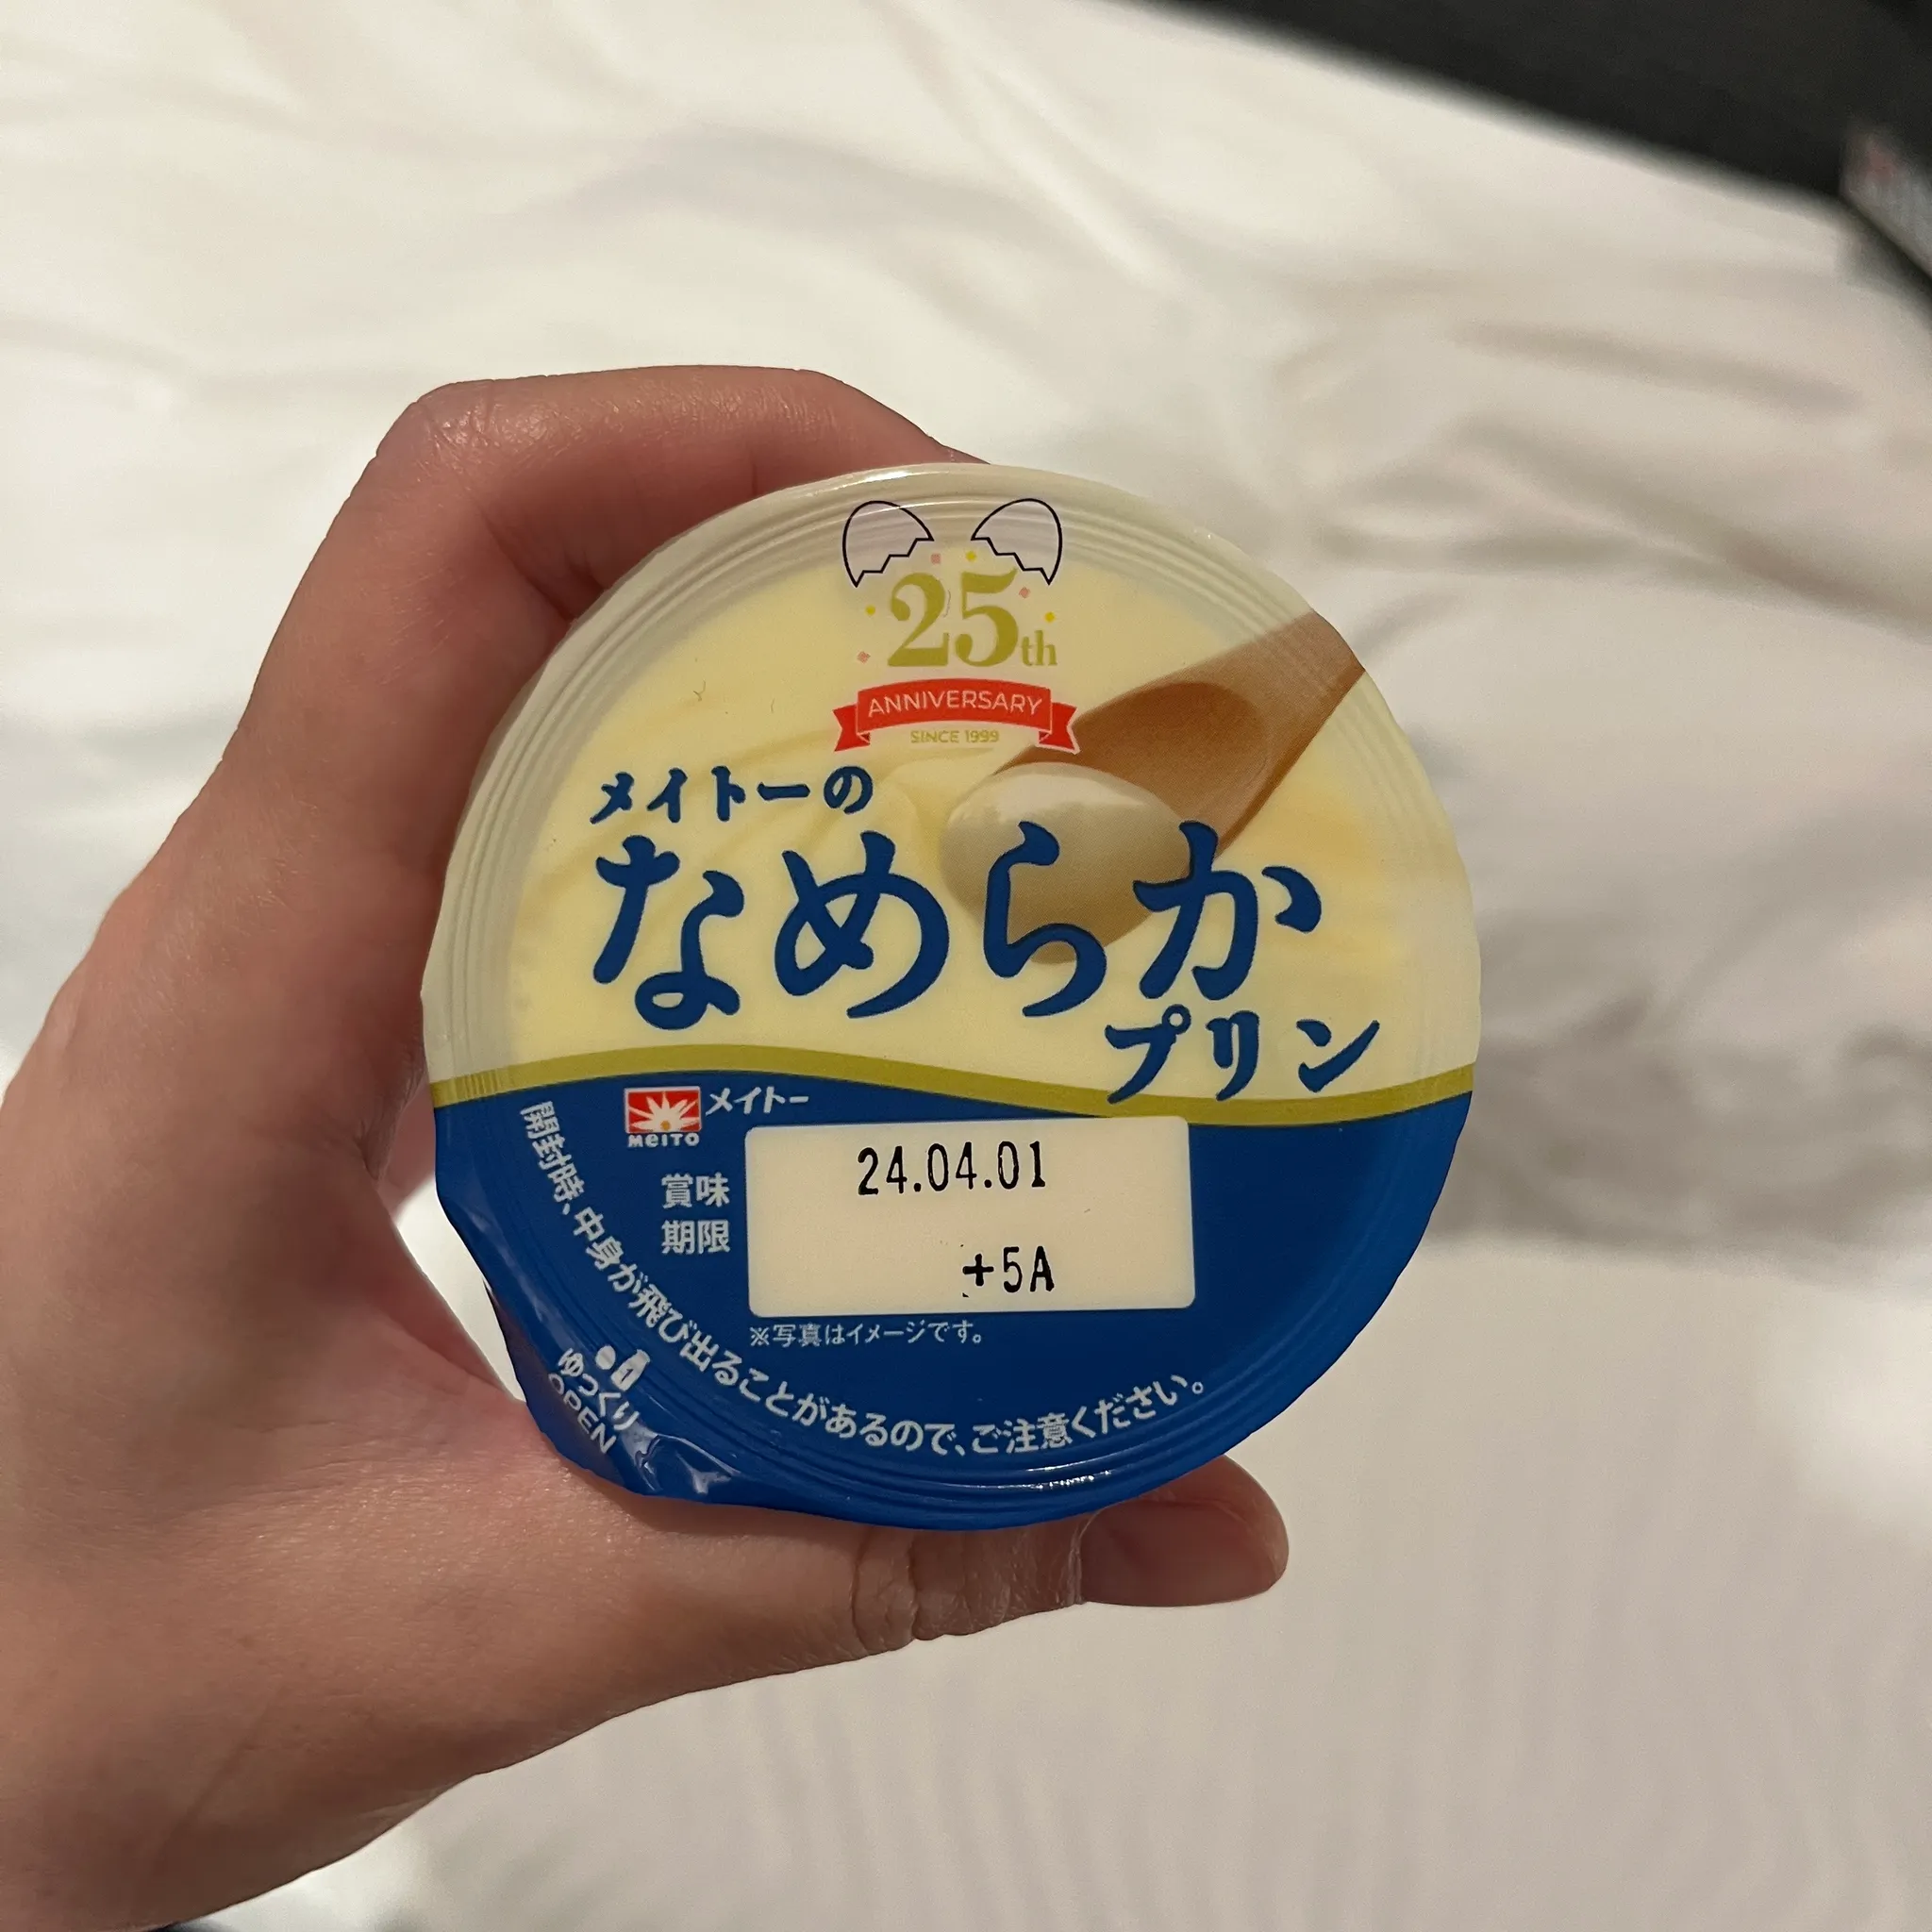 25th
ANNIVERSARY
SINCE 1999
メイトーの
なめらか
プリン
MEITO
メイトー
賞味
期限
24.04.01
+5A
※写真はイメージです。
開封時、中身が飛び出ることがあるので、ご注意ください。
ゆっくり
OPEN